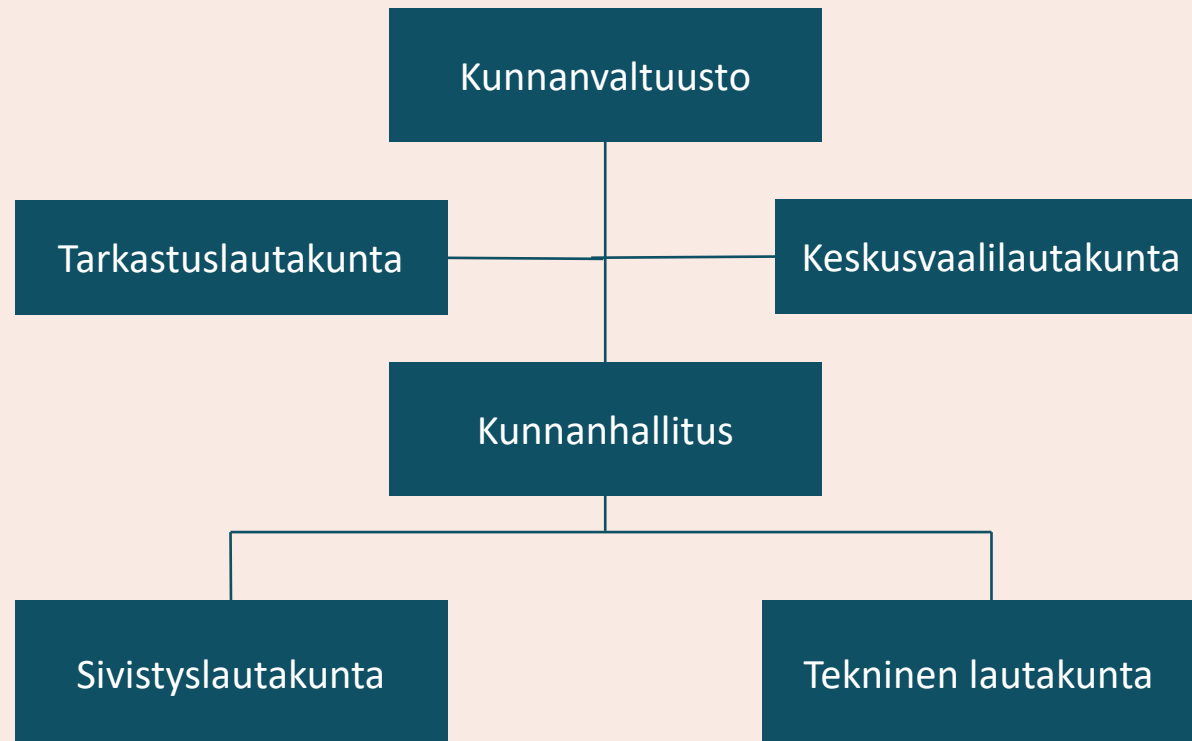 Kunnanvaltuusto
Tarkastuslautakunta
Keskusvaalilautakunta
Kunnanhallitus
Sivistyslautakunta
Tekninen lautakunta